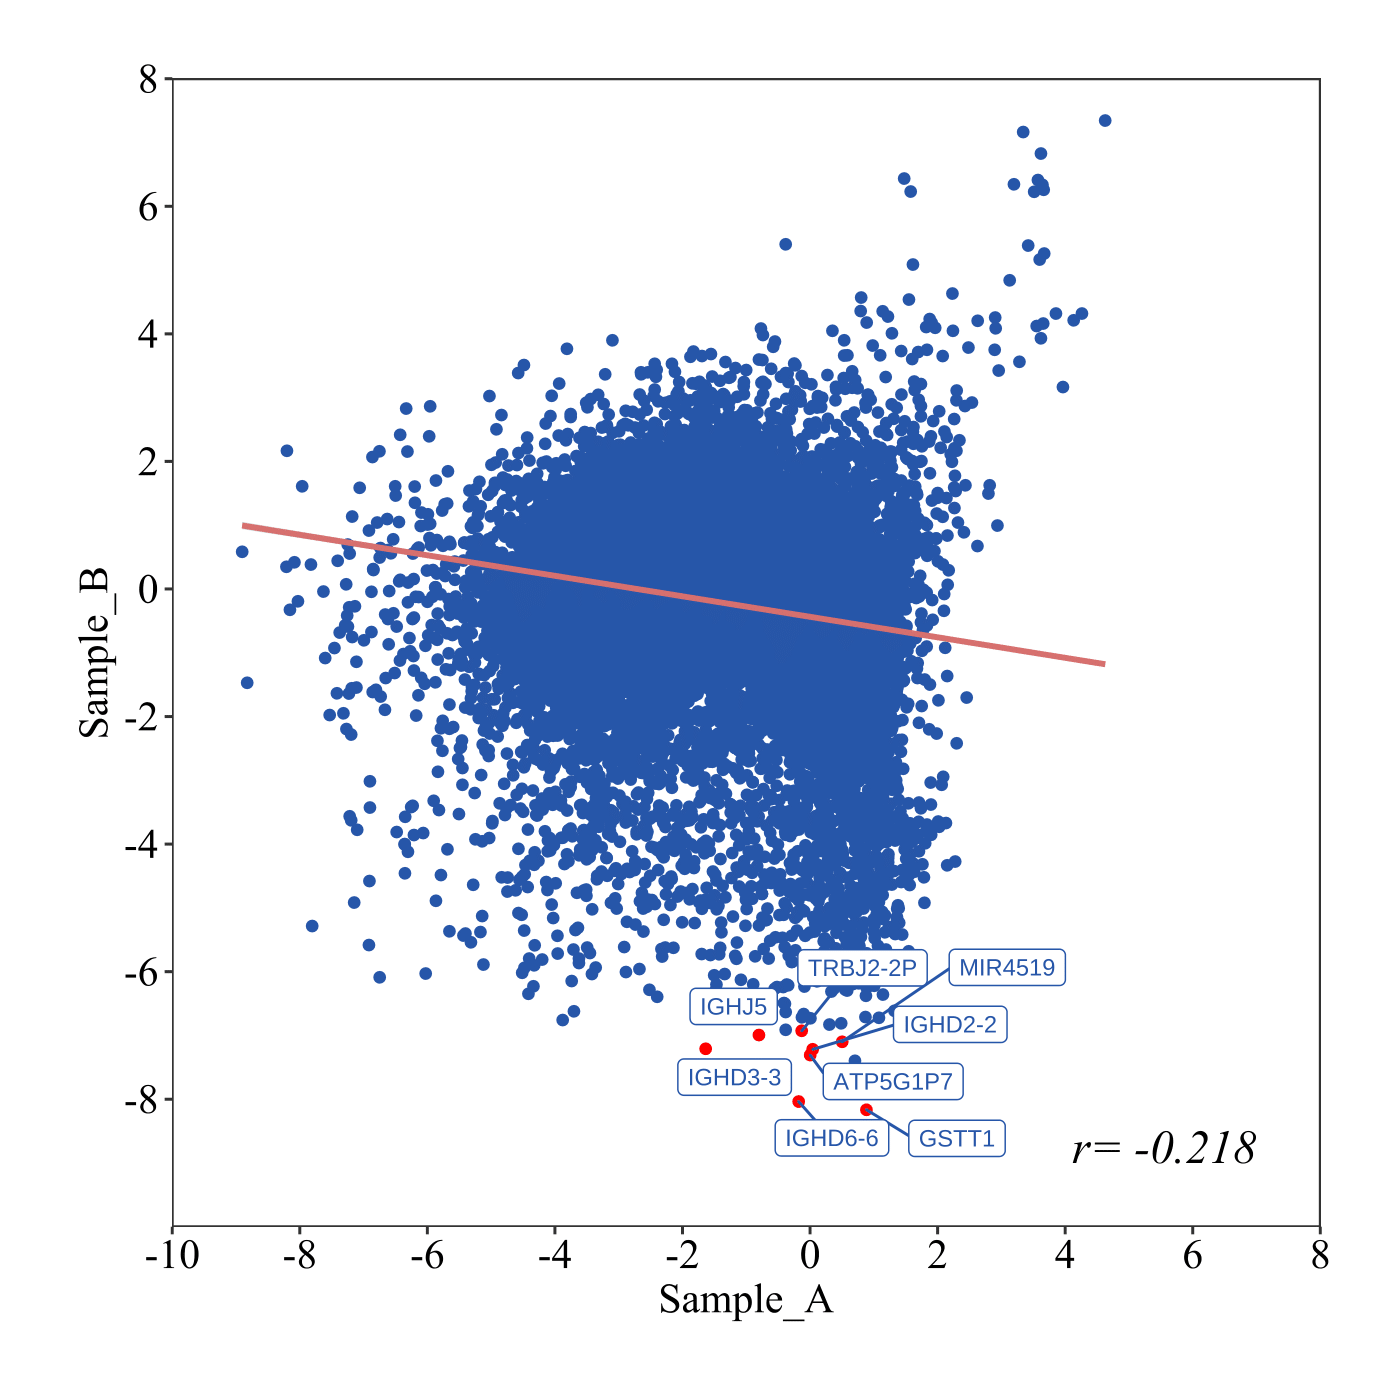 8
6
4
2
0
-2
-4
-6
-8
Sample_B
TRBJ2-2P
MIR4519
IGHJ5
IGHD2-2
IGHD3-3
ATP5G1P7
IGHD6-6
GSTT1
r= -0.218
-10 -8 -6 -4 -2 0 2 4 6 8
Sample_A